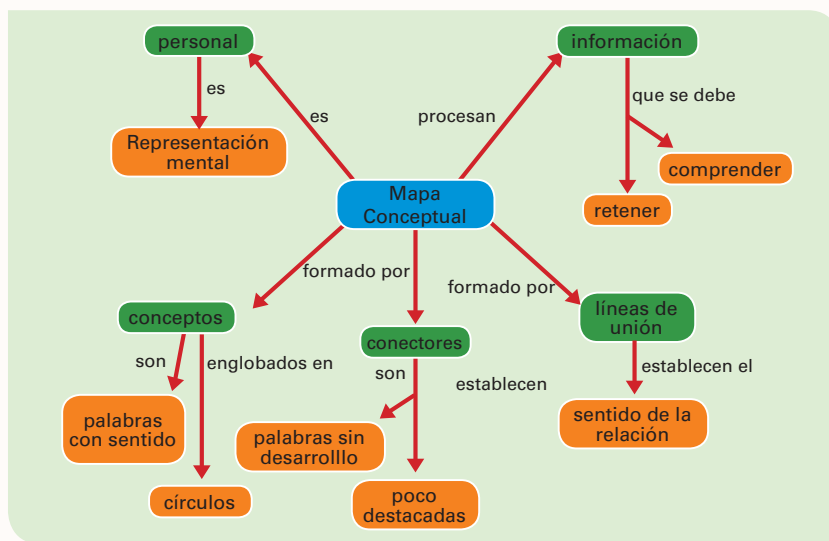 personal
información
es
que se debe
es
procesan
Representación
mental
comprender
Mapa
Conceptual
retener
formado por
formado por
conceptos
líneas de
unión
conectores
son
englobados en
son
establecen
establecen el
palabras
con sentido
palabras sin
desarrolllo
sentido de la
relación
círculos
poco
destacadas